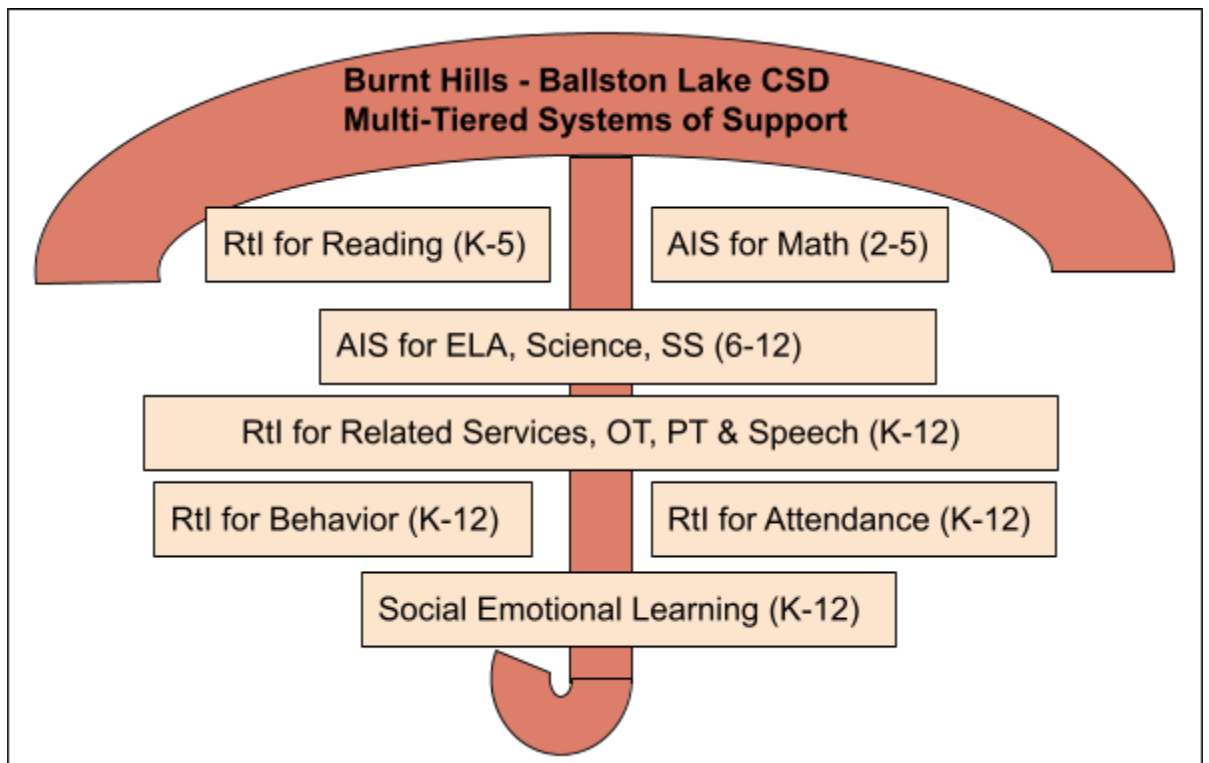 Burnt Hills - Ballston Lake CSD
Multi-Tiered Systems of Support
RtI for Reading (K-5)
AIS for Math (2-5)
AIS for ELA, Science, SS (6-12)
RtI for Related Services, OT, PT & Speech (K-12)
RtI for Behavior (K-12)
RtI for Attendance (K-12)
Social Emotional Learning (K-12)